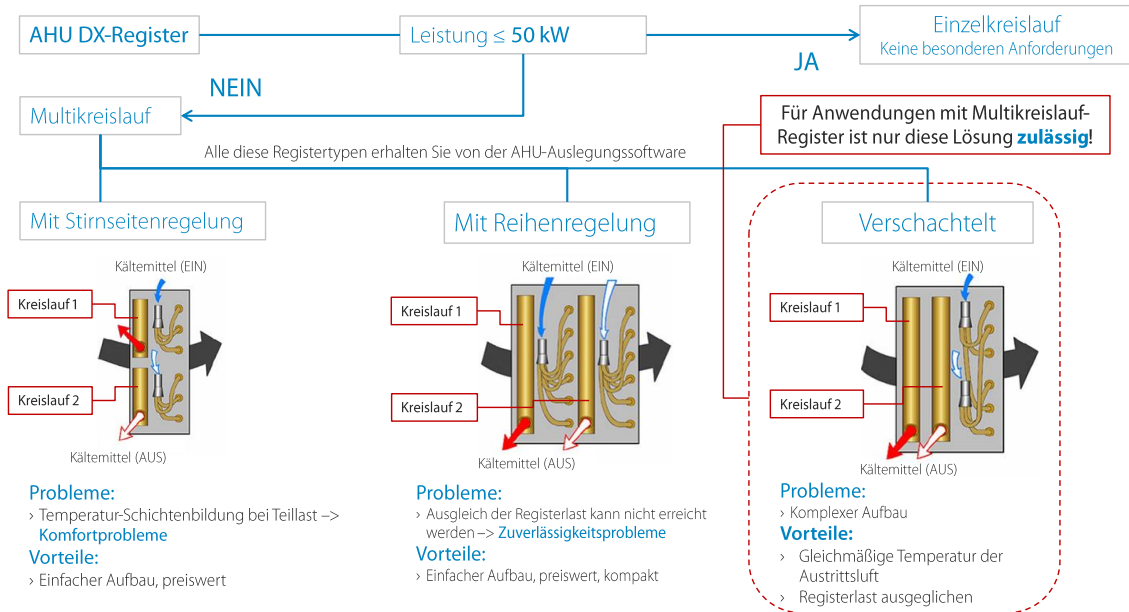 AHU DX-Register
Leistung ≤ 50 kW
Einzelkreislauf
Keine besonderen Anforderungen
JA
NEIN
Multikreislauf
Für Anwendungen mit Multikreislauf-
Register ist nur diese Lösung zulässig!
Alle diese Registertypen erhalten Sie von der AHU-Auslegungssoftware
Mit Stirnseitenregelung
Kältemittel (EIN)
Kreislauf 1
Kreislauf 2
Kältemittel (AUS)
Probleme:
› Temperatur-Schichtenbildung bei Teillast –>
Komfortprobleme
Vorteile:
› Einfacher Aufbau, preiswert
Mit Reihenregelung
Kältemittel (EIN)
Kreislauf 1
Kreislauf 2
Kältemittel (AUS)
Probleme:
› Ausgleich der Registerlast kann nicht erreicht
werden –> Zuverlässigkeitsprobleme
Vorteile:
› Einfacher Aufbau, preiswert, kompakt
Verschachtelt
Kältemittel (EIN)
Kreislauf 1
Kreislauf 2
Kältemittel (AUS)
Probleme:
› Komplexer Aufbau
Vorteile:
› Gleichmäßige Temperatur der
Austrittsluft
› Registerlast ausgeglichen